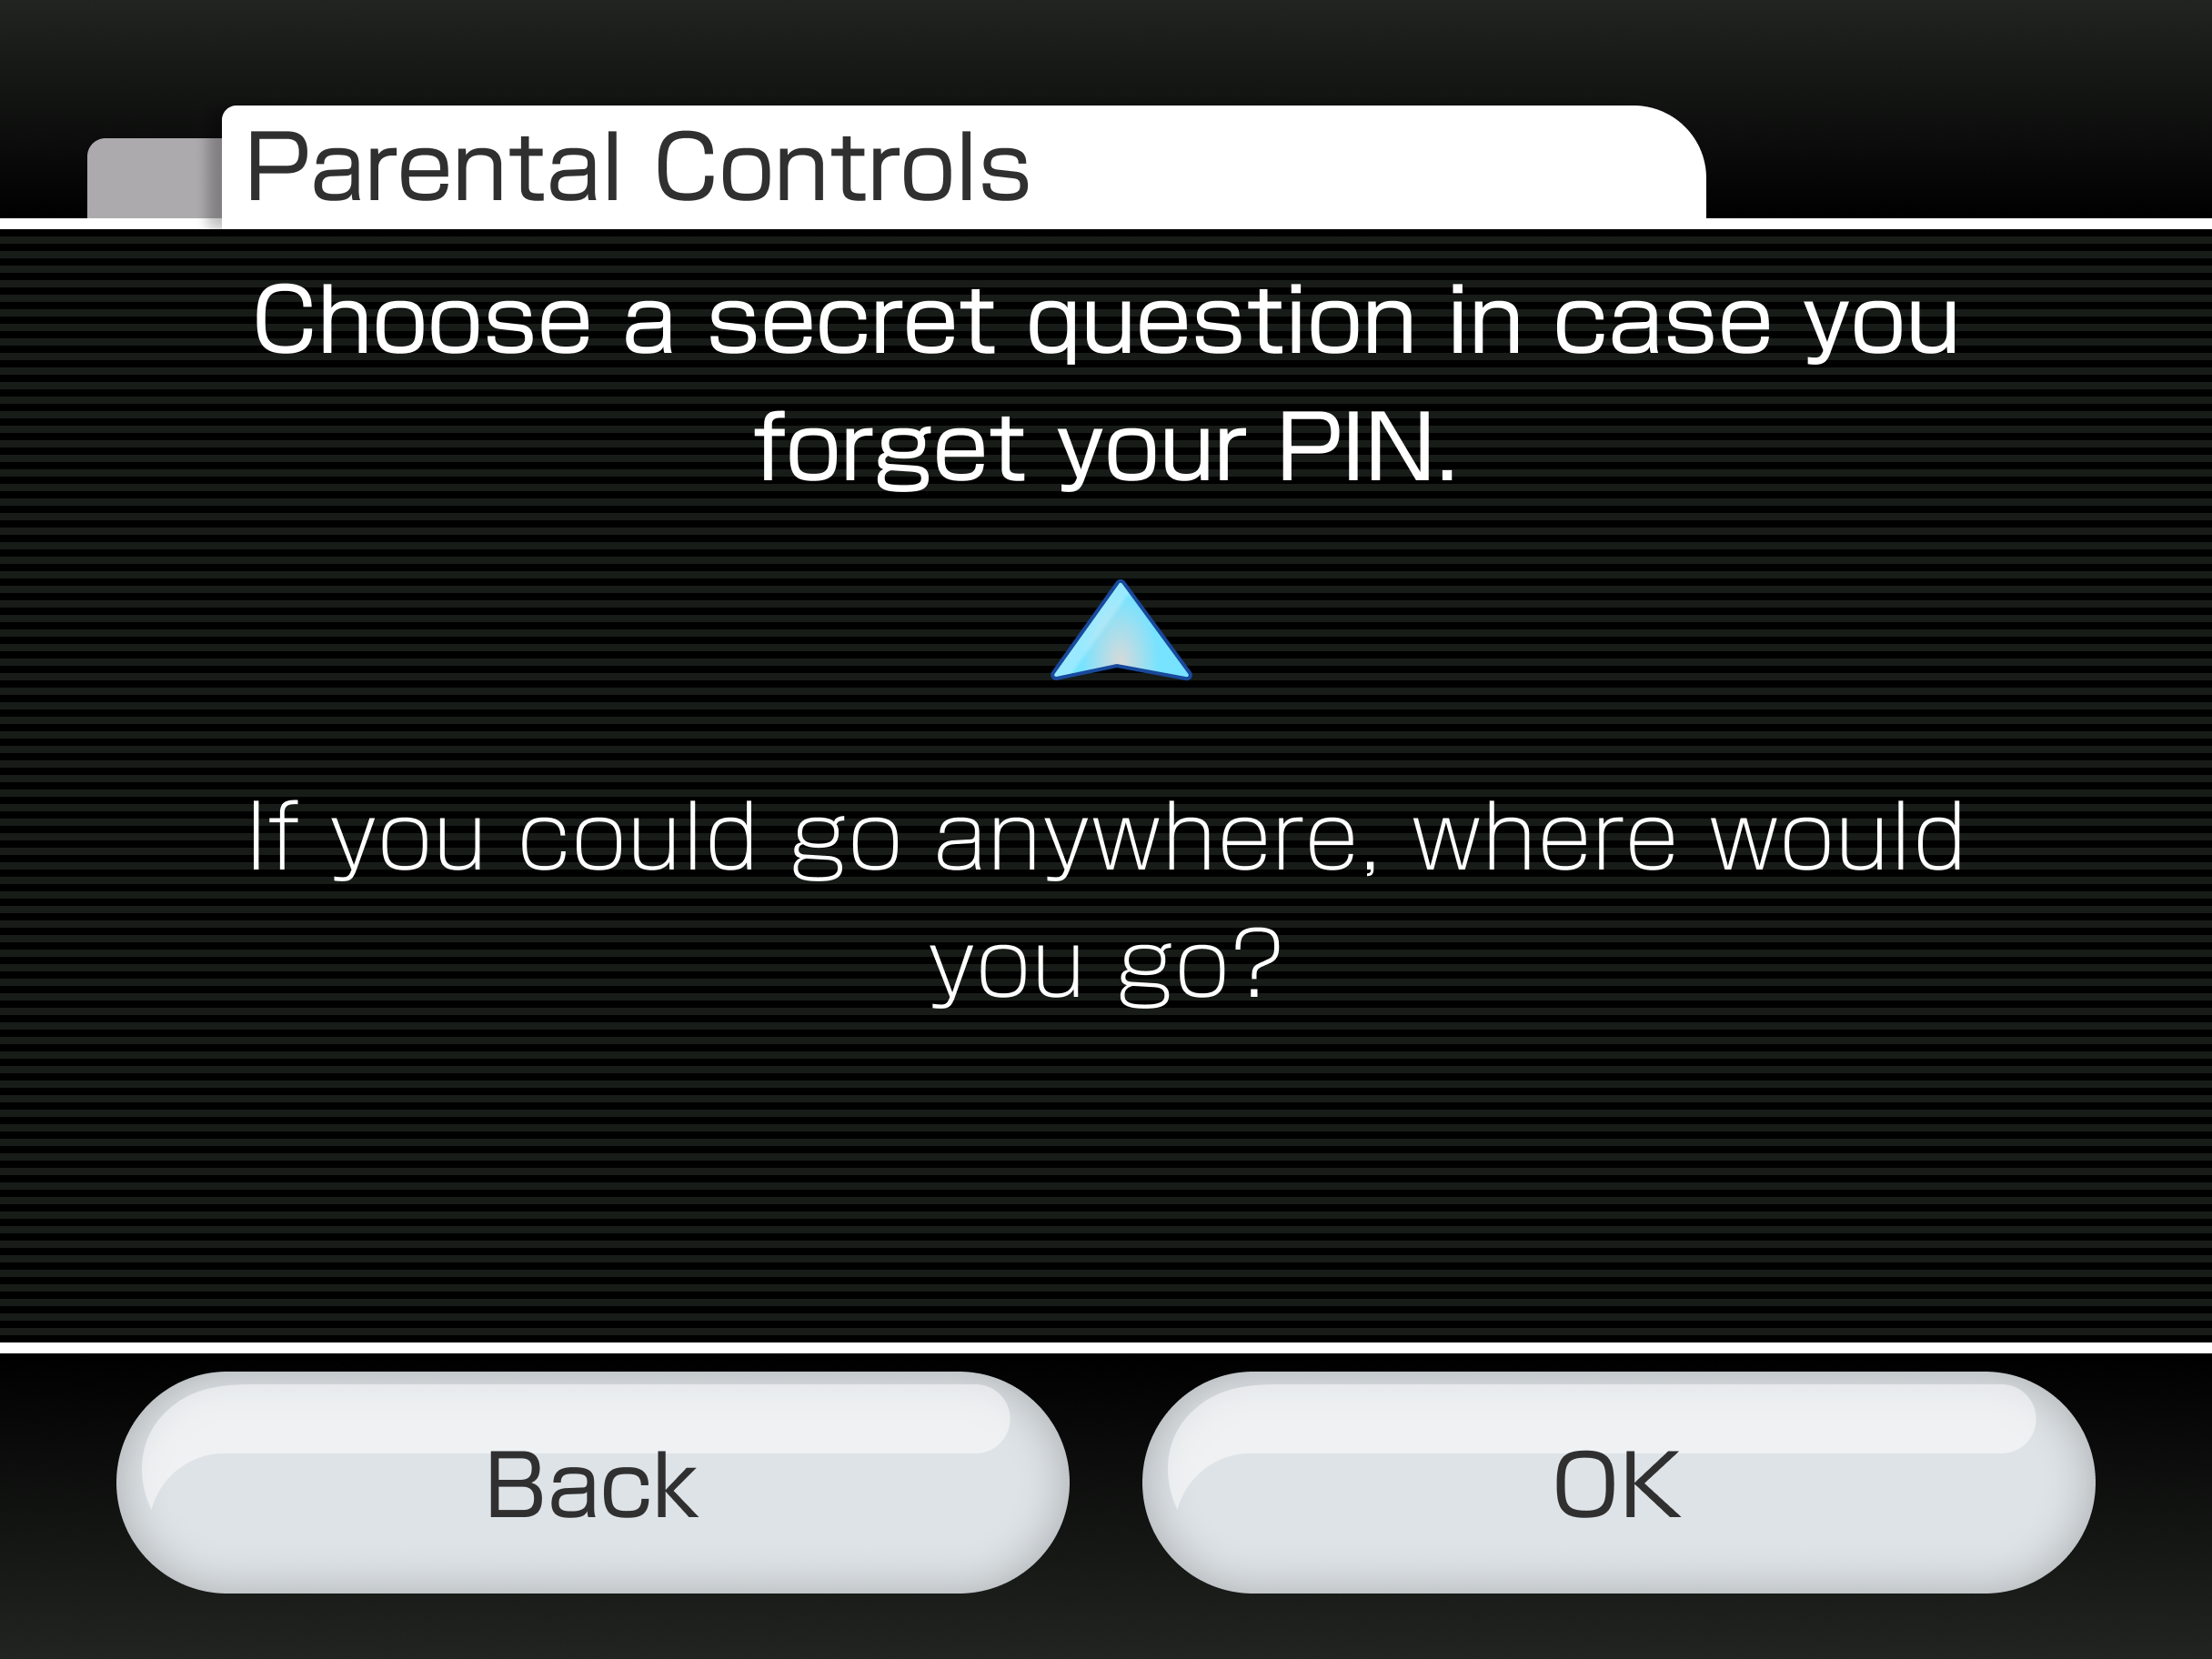 Parental Controls
Choose a secret question in case you
forget your PIN.
If you could go anywhere, where would
you go?
Back
OK